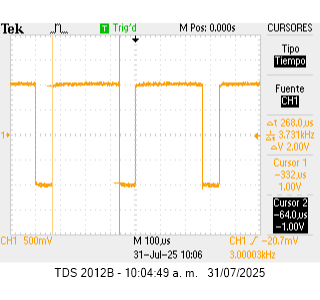 Tek T Trig'd M Pos: 0.000s CURSORES
Tipo
Tiempo
Fuente
CH1
Δt 268.0µs
1/Δt 3.731kHz
ΔV 2.00V
1
Cursor 1
-332µs
1.00V
Cursor 2
-64.0µs
-1.00V
CH1 500mV M 100µs CH1 -20.7mV
31-Jul-25 10:06 3.00003kHz
TDS 2012B - 10:04:49 a. m. 31/07/2025